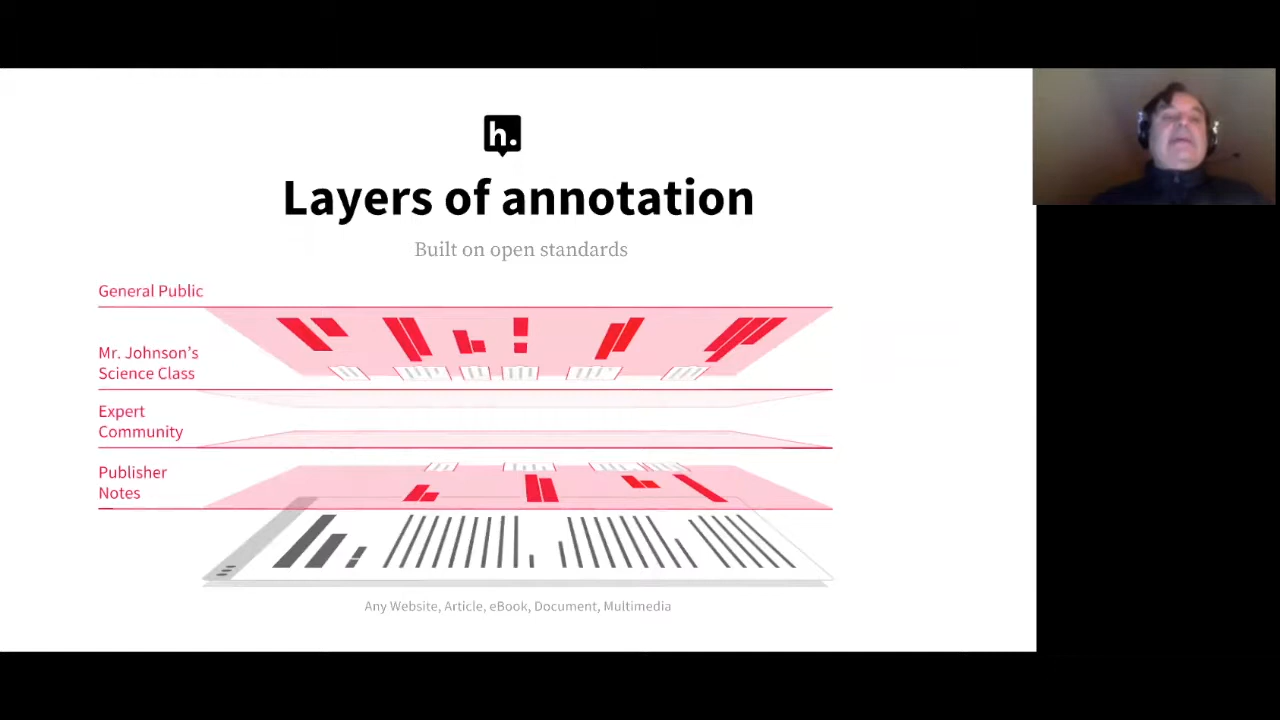 h.
Layers of annotation
Built on open standards
General Public
Mr. Johnson's
Science Class
Expert
Community
Publisher
Notes
Any Website, Article, eBook, Document, Multimedia